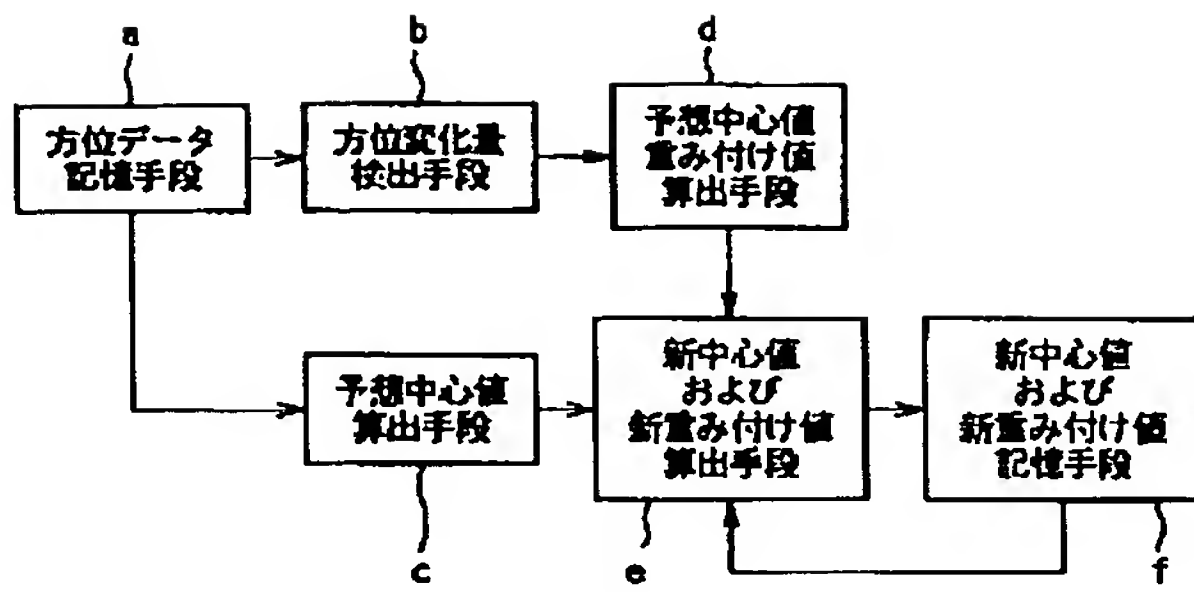 a
b
d
方位データ
記憶手段
方位変化量
検出手段
予想中心値
重み付け値
算出手段
予想中心値
算出手段
新中心値
および
新重み付け値
算出手段
新中心値
および
新重み付け値
記憶手段
c
e
f